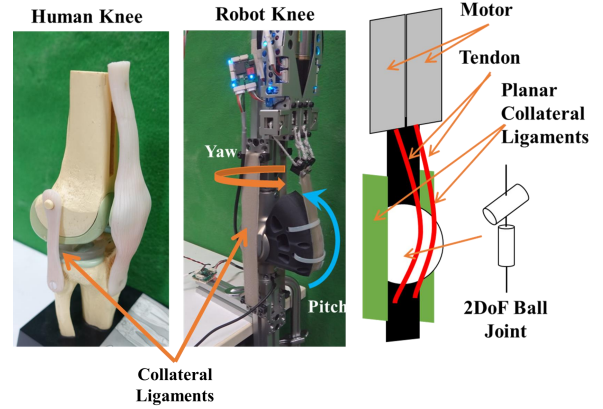 Human Knee
Robot Knee
Motor
Tendon
Planar
Collateral
Ligaments
Yaw
Pitch
2DoF Ball
Joint
Collateral
Ligaments